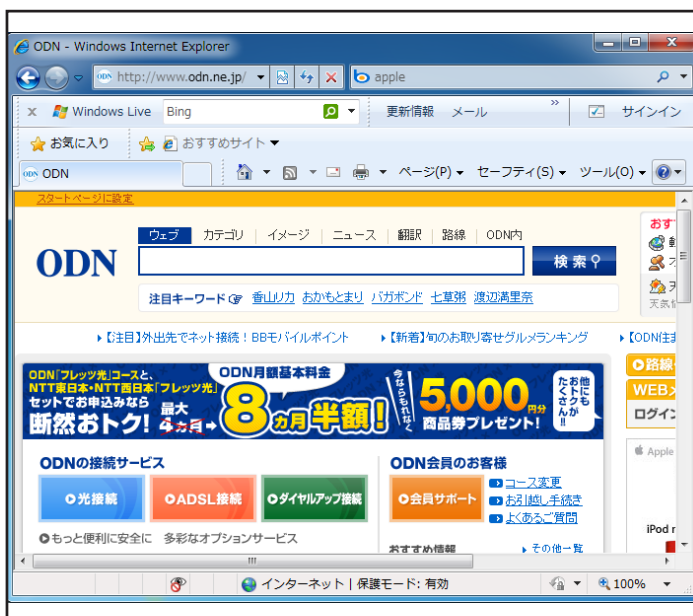 ODN - Windows Internet Explorer
http://www.odn.ne.jp/
apple
x Windows Live Bing 更新情報 メール » サインイン
お気に入り おすすめサイト
ODN ページ(P) セーフティ(S) ツール(O)
スタートページに設定
ウェブ カテゴリ イメージ ニュース 翻訳 路線 ODN内
ODN 検索
注目キーワード 香山リカ おかもとまり バガボンド 七草粥 渡辺満里奈
おす
天気
【注目】外出先でネット接続！BBモバイルポイント 【新着】旬のお取り寄せグルメランキング 【ODN住ま
ODN「フレッツ光」コースと、
NTT東日本・NTT西日本「フレッツ光」
セットでお申込みなら
断然おトク!
ODN月額基本料金
最大 4ヵ月→8ヵ月半額!
今ならもれなく
5,000円分
商品券プレゼント!
他にも
おトクが
たくさん!!
路線
WEBメ
ログイン
ODNの接続サービス
光接続 ADSL接続 ダイヤルアップ接続
もっと便利に安全に 多彩なオプションサービス
ODN会員のお客様
会員サポート
コース変更
お引越し手続き
よくあるご質問
おすすめ情報 その他一覧
Apple
iPod
インターネット | 保護モード: 有効 100%